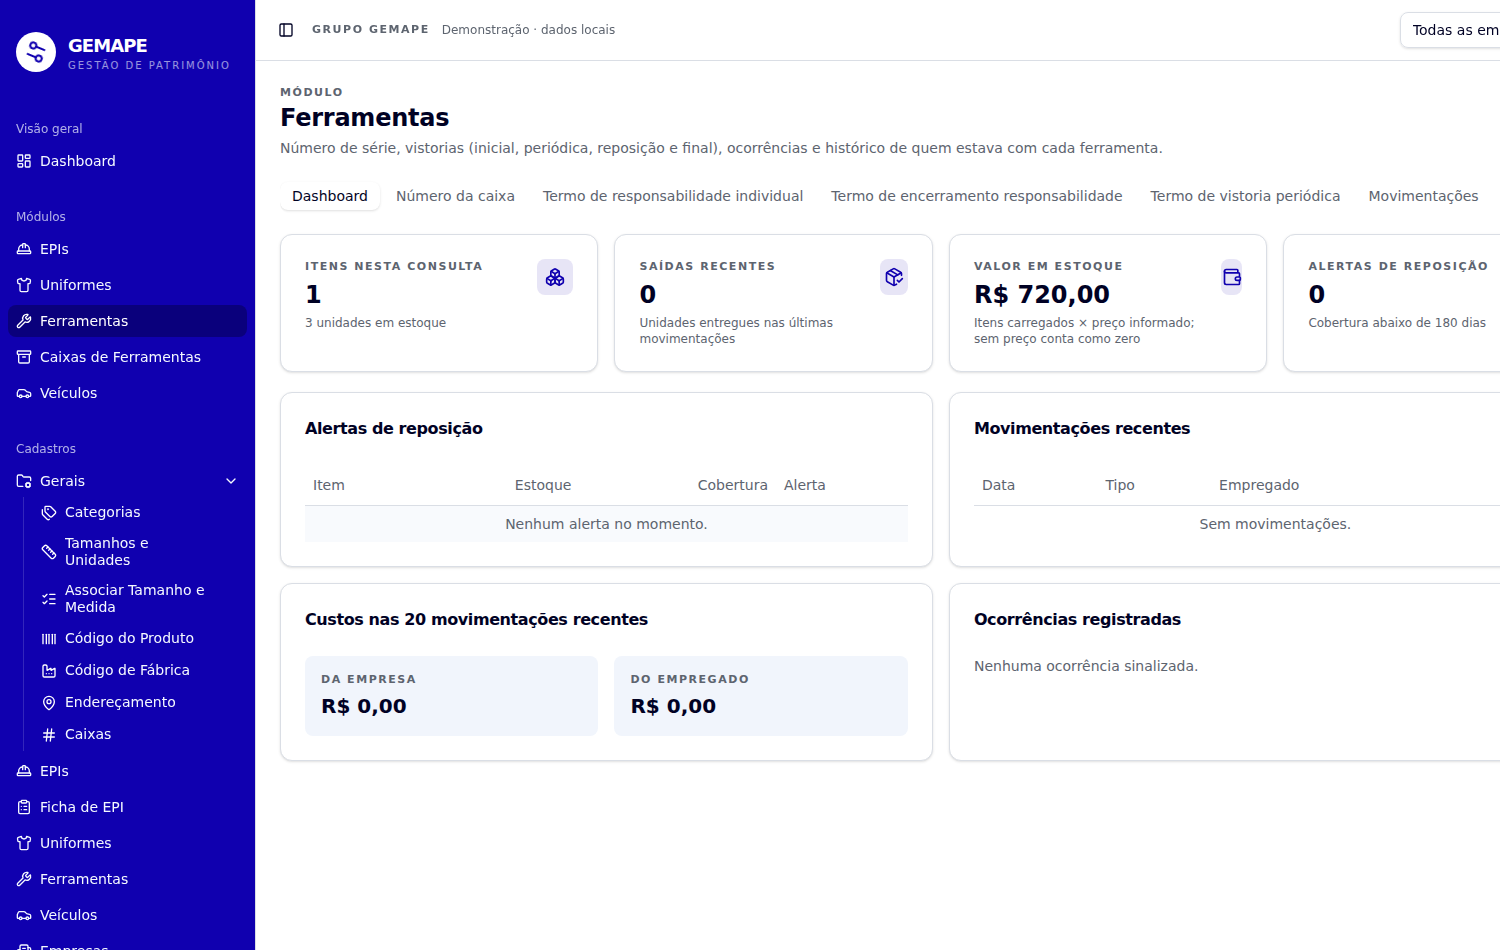 GEMAPE
GESTÃO DE PATRIMÔNIO
Visão geral
Dashboard
Módulos
EPIs
Uniformes
Ferramentas
Caixas de Ferramentas
Veículos
Cadastros
Gerais
Categorias
Tamanhos e
Unidades
Associar Tamanho e
Medida
Código do Produto
Código de Fábrica
Endereçamento
Caixas
EPIs
Ficha de EPI
Uniformes
Ferramentas
Veículos
Empresas
GRUPO GEMAPE Demonstração · dados locais
Todas as em
MÓDULO
Ferramentas
Número de série, vistorias (inicial, periódica, reposição e final), ocorrências e histórico de quem estava com cada ferramenta.
Dashboard Número da caixa Termo de responsabilidade individual Termo de encerramento responsabilidade Termo de vistoria periódica Movimentações
ITENS NESTA CONSULTA
1
3 unidades em estoque
SAÍDAS RECENTES
0
Unidades entregues nas últimas
movimentações
VALOR EM ESTOQUE
R$ 720,00
Itens carregados × preço informado;
sem preço conta como zero
ALERTAS DE REPOSIÇÃO
0
Cobertura abaixo de 180 dias
Alertas de reposição
Item Estoque Cobertura Alerta
Nenhum alerta no momento.
Movimentações recentes
Data Tipo Empregado
Sem movimentações.
Custos nas 20 movimentações recentes
DA EMPRESA
R$ 0,00
DO EMPREGADO
R$ 0,00
Ocorrências registradas
Nenhuma ocorrência sinalizada.